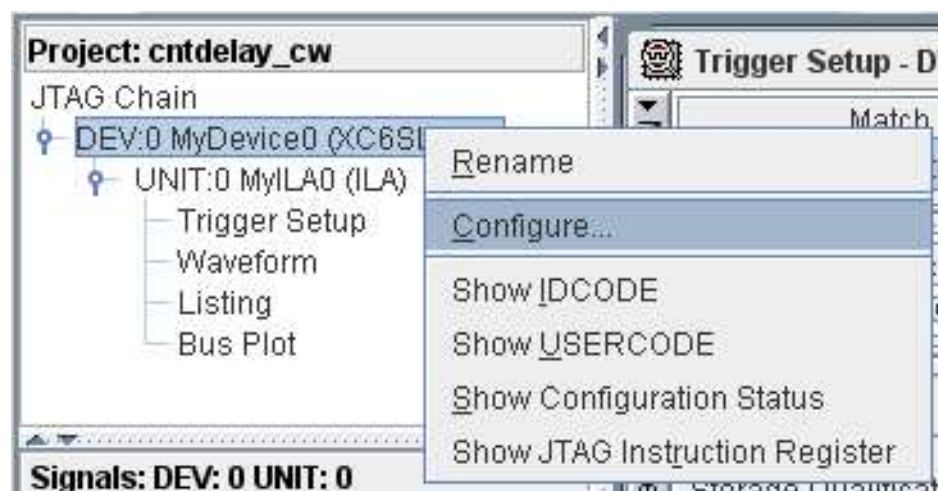 Project: cntdelay_cw
JTAG Chain
DEV:0 MyDevice0 (XC6SL
UNIT:0 MyILA0 (ILA)
Trigger Setup
Waveform
Listing
Bus Plot
Signals: DEV: 0 UNIT: 0
Rename
Configure...
Show IDCODE
Show USERCODE
Show Configuration Status
Show JTAG Instruction Register
Trigger Setup - D
Match